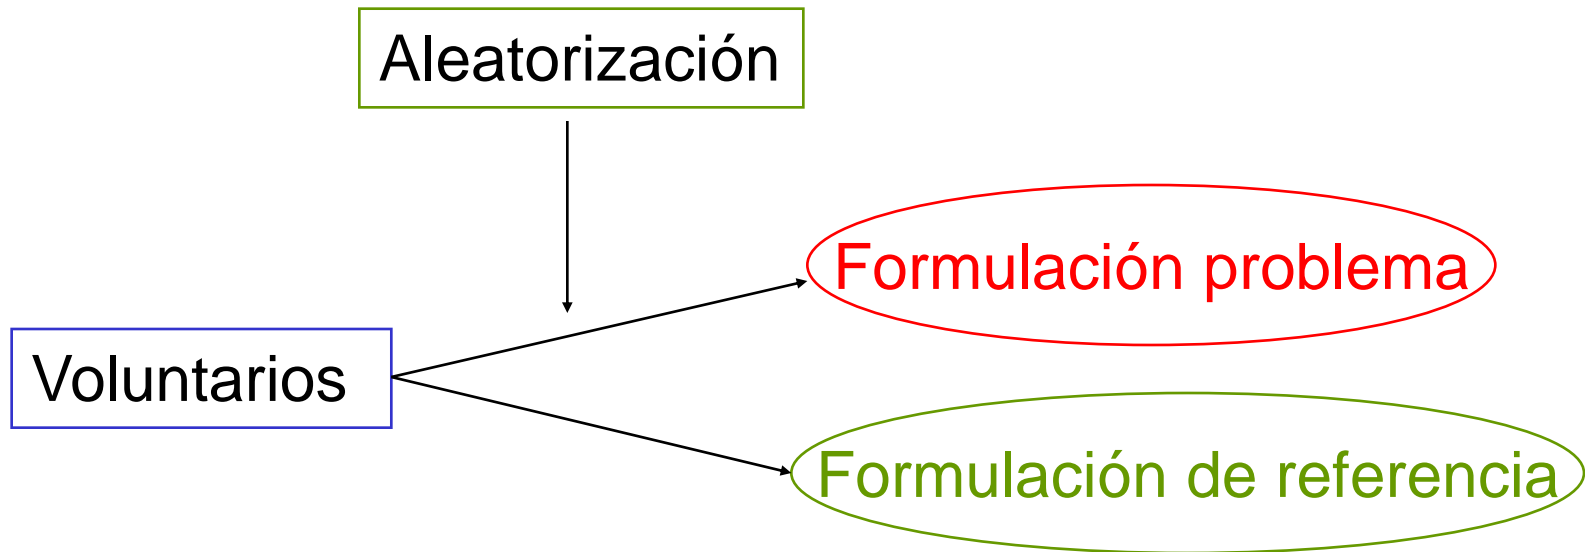 Aleatorización
Formulación problema
Voluntarios
Formulación de referencia